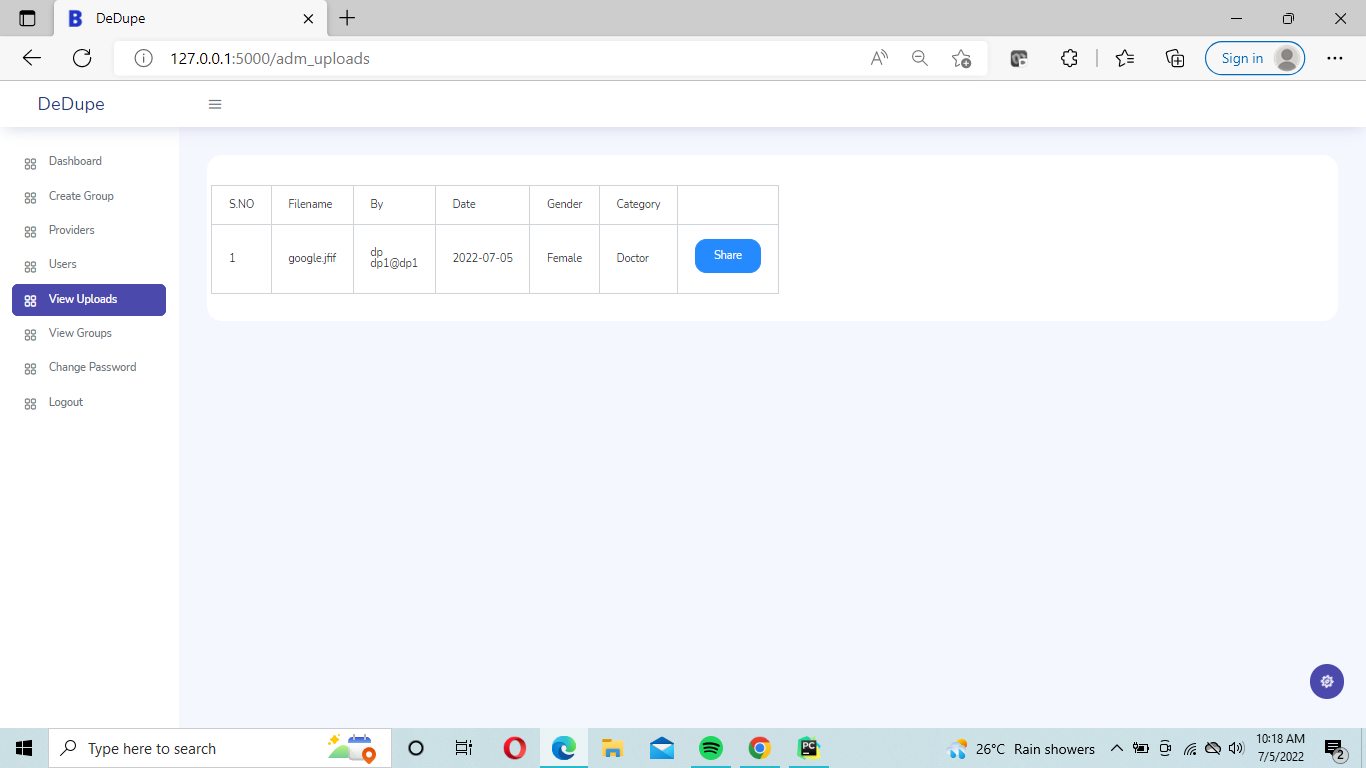 DeDupe
127.0.0.1:5000/adm_uploads
Sign in
DeDupe
Dashboard
Create Group
Providers
Users
View Uploads
View Groups
Change Password
Logout
S.NO Filename By Date Gender Category
1 google.jfif dp dp1@dp1 2022-07-05 Female Doctor Share
Type here to search
26°C Rain showers
10:18 AM
7/5/2022
2